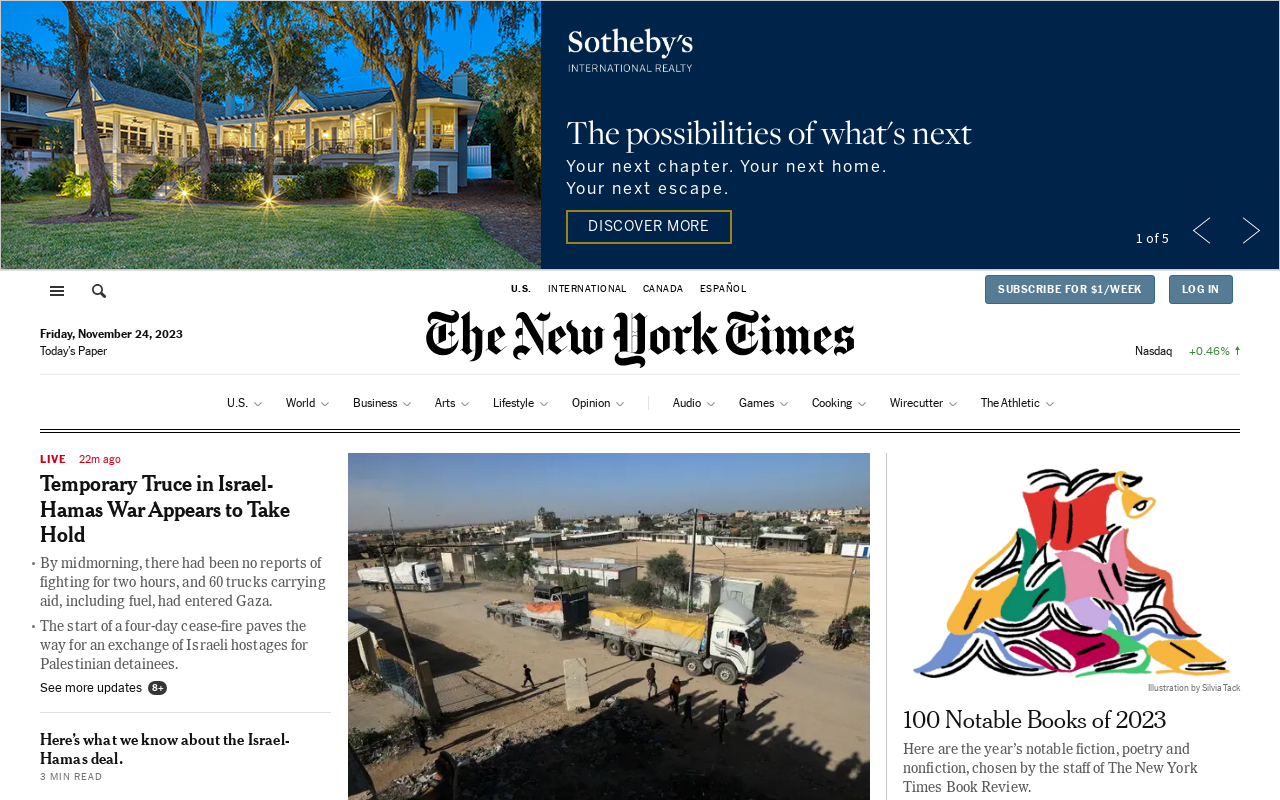 Sotheby's
INTERNATIONAL REALTY
The possibilities of what's next
Your next chapter. Your next home.
Your next escape.
DISCOVER MORE
1 of 5
U.S. INTERNATIONAL CANADA ESPAÑOL
SUBSCRIBE FOR $1/WEEK LOG IN
The New York Times
Friday, November 24, 2023
Today's Paper
Nasdaq +0.46%
U.S. World Business Arts Lifestyle Opinion Audio Games Cooking Wirecutter The Athletic
LIVE 22m ago
Temporary Truce in Israel-
Hamas War Appears to Take
Hold
• By midmorning, there had been no reports of
fighting for two hours, and 60 trucks carrying
aid, including fuel, had entered Gaza.
• The start of a four-day cease-fire paves the
way for an exchange of Israeli hostages for
Palestinian detainees.
See more updates 8+
Here's what we know about the Israel-
Hamas deal.
3 MIN READ
Illustration by Silvia Tack
100 Notable Books of 2023
Here are the year's notable fiction, poetry and
nonfiction, chosen by the staff of The New York
Times Book Review.